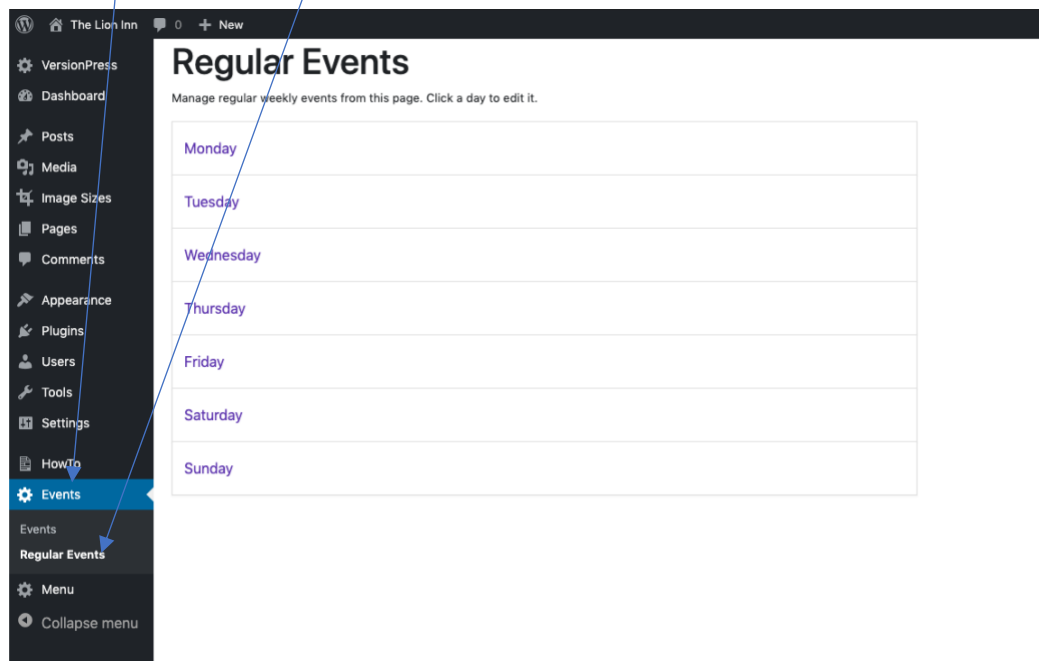 The Lion Inn 0 + New
VersionPress
Dashboard
Posts
Media
Image Sizes
Pages
Comments
Appearance
Plugins
Users
Tools
Settings
HowTo
Events
Events
Regular Events
Menu
Collapse menu
Regular Events
Manage regular weekly events from this page. Click a day to edit it.
Monday
Tuesday
Wednesday
Thursday
Friday
Saturday
Sunday